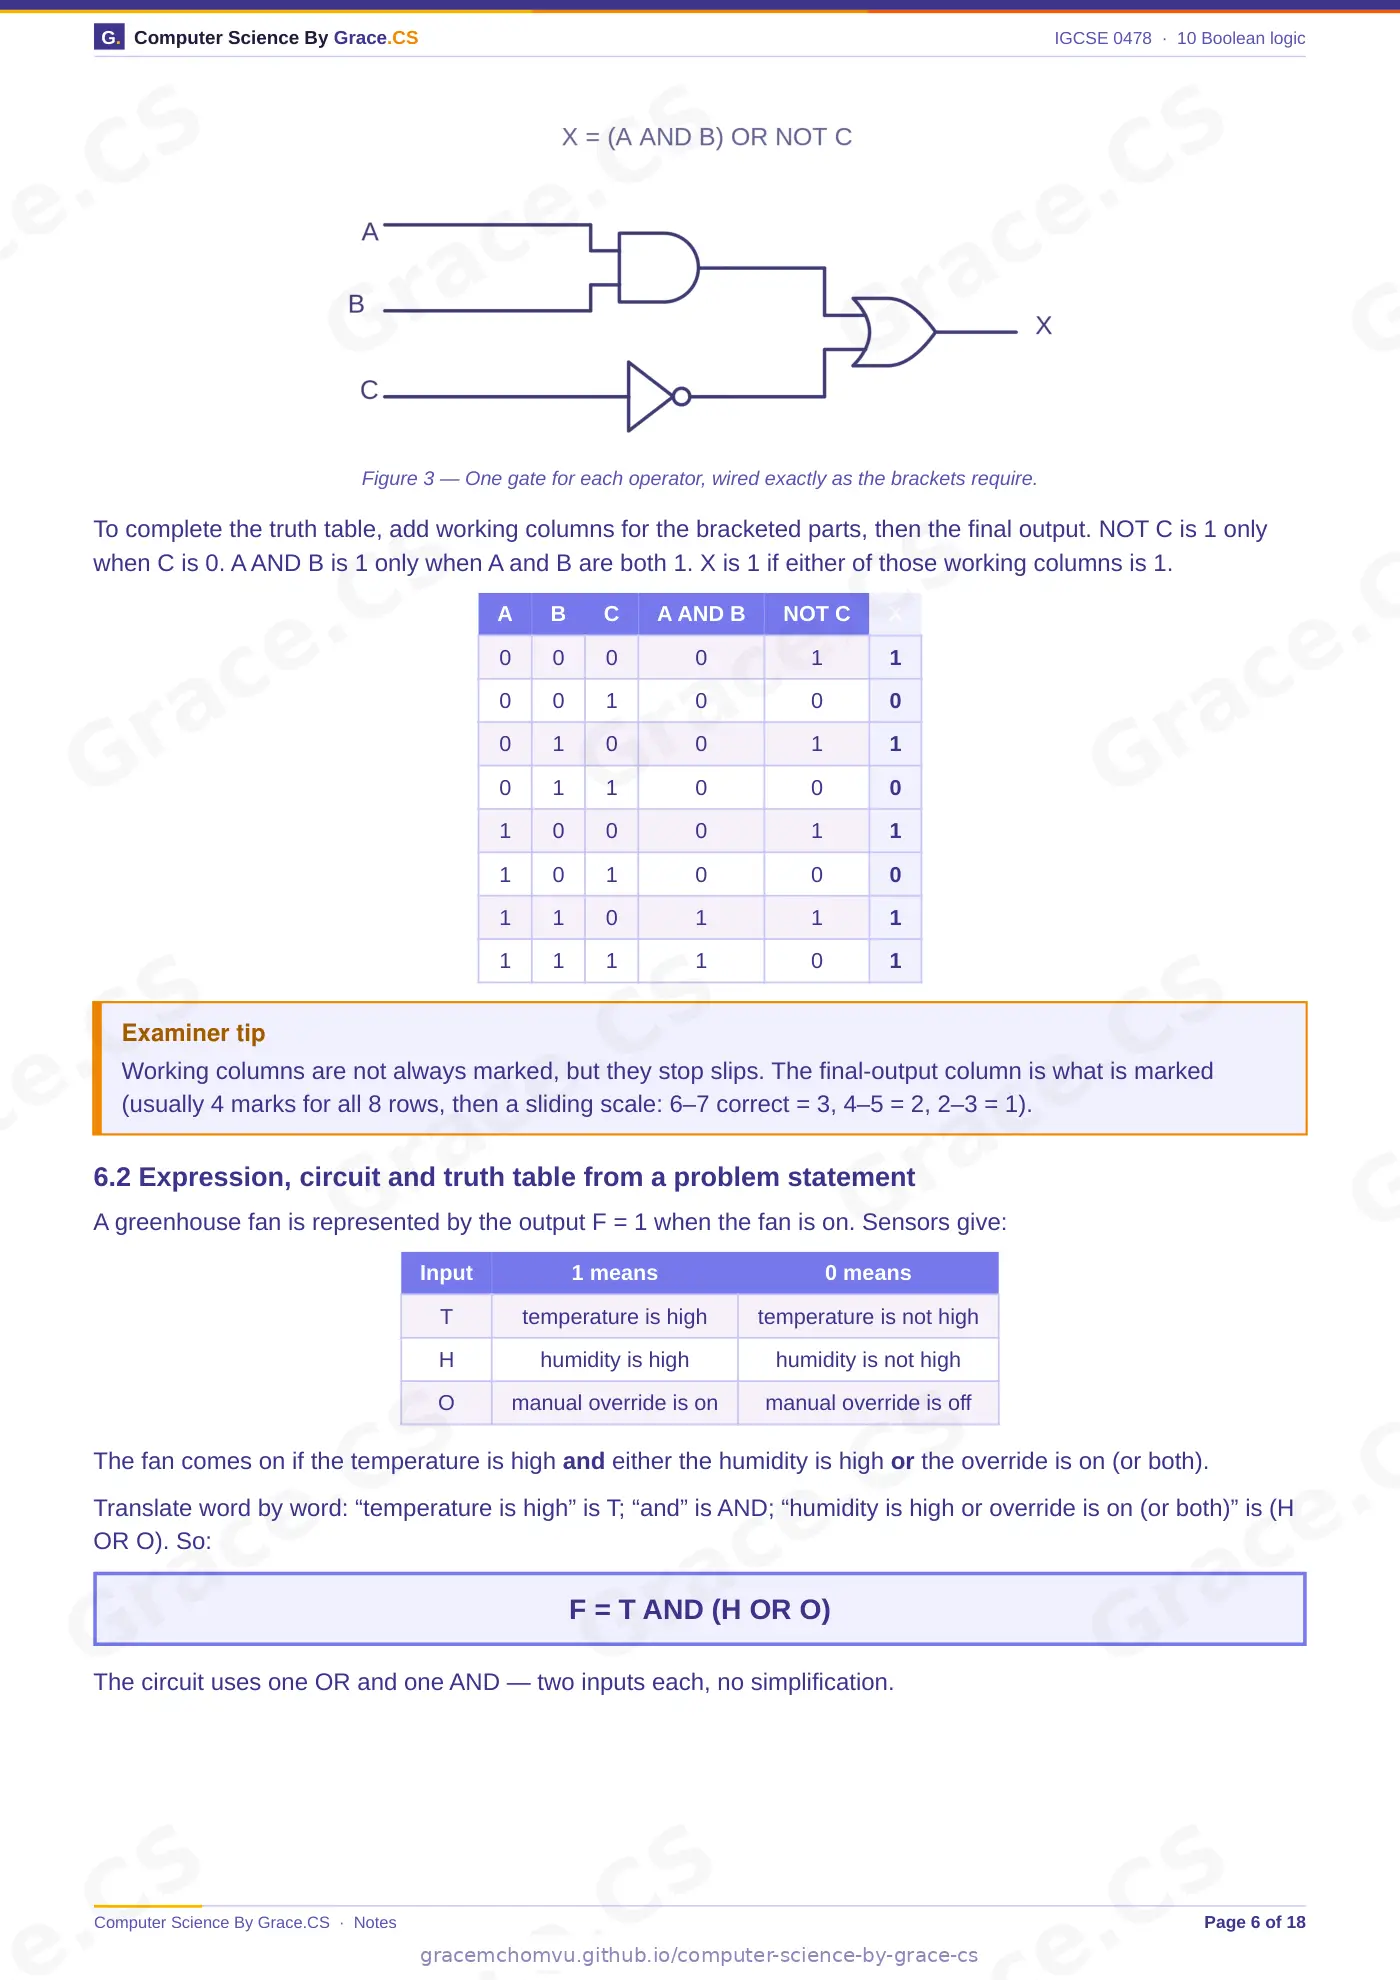 G. Computer Science By Grace.CS
IGCSE 0478 · 10 Boolean logic
X = (A AND B) OR NOT C
A
B
C
X
Figure 3 — One gate for each operator, wired exactly as the brackets require.
To complete the truth table, add working columns for the bracketed parts, then the final output. NOT C is 1 only
when C is 0. A AND B is 1 only when A and B are both 1. X is 1 if either of those working columns is 1.
A B C A AND B NOT C X
0 0 0 0 1 1
0 0 1 0 0 0
0 1 0 0 1 1
0 1 1 0 0 0
1 0 0 0 1 1
1 0 1 0 0 0
1 1 0 1 1 1
1 1 1 1 0 1
Examiner tip
Working columns are not always marked, but they stop slips. The final-output column is what is marked
(usually 4 marks for all 8 rows, then a sliding scale: 6–7 correct = 3, 4–5 = 2, 2–3 = 1).
6.2 Expression, circuit and truth table from a problem statement
A greenhouse fan is represented by the output F = 1 when the fan is on. Sensors give:
Input 1 means 0 means
T temperature is high temperature is not high
H humidity is high humidity is not high
O manual override is on manual override is off
The fan comes on if the temperature is high and either the humidity is high or the override is on (or both).
Translate word by word: “temperature is high” is T; “and” is AND; “humidity is high or override is on (or both)” is (H
OR O). So:
F = T AND (H OR O)
The circuit uses one OR and one AND — two inputs each, no simplification.
Computer Science By Grace.CS · Notes
Page 6 of 18
gracemchomvu.github.io/computer-science-by-grace-cs